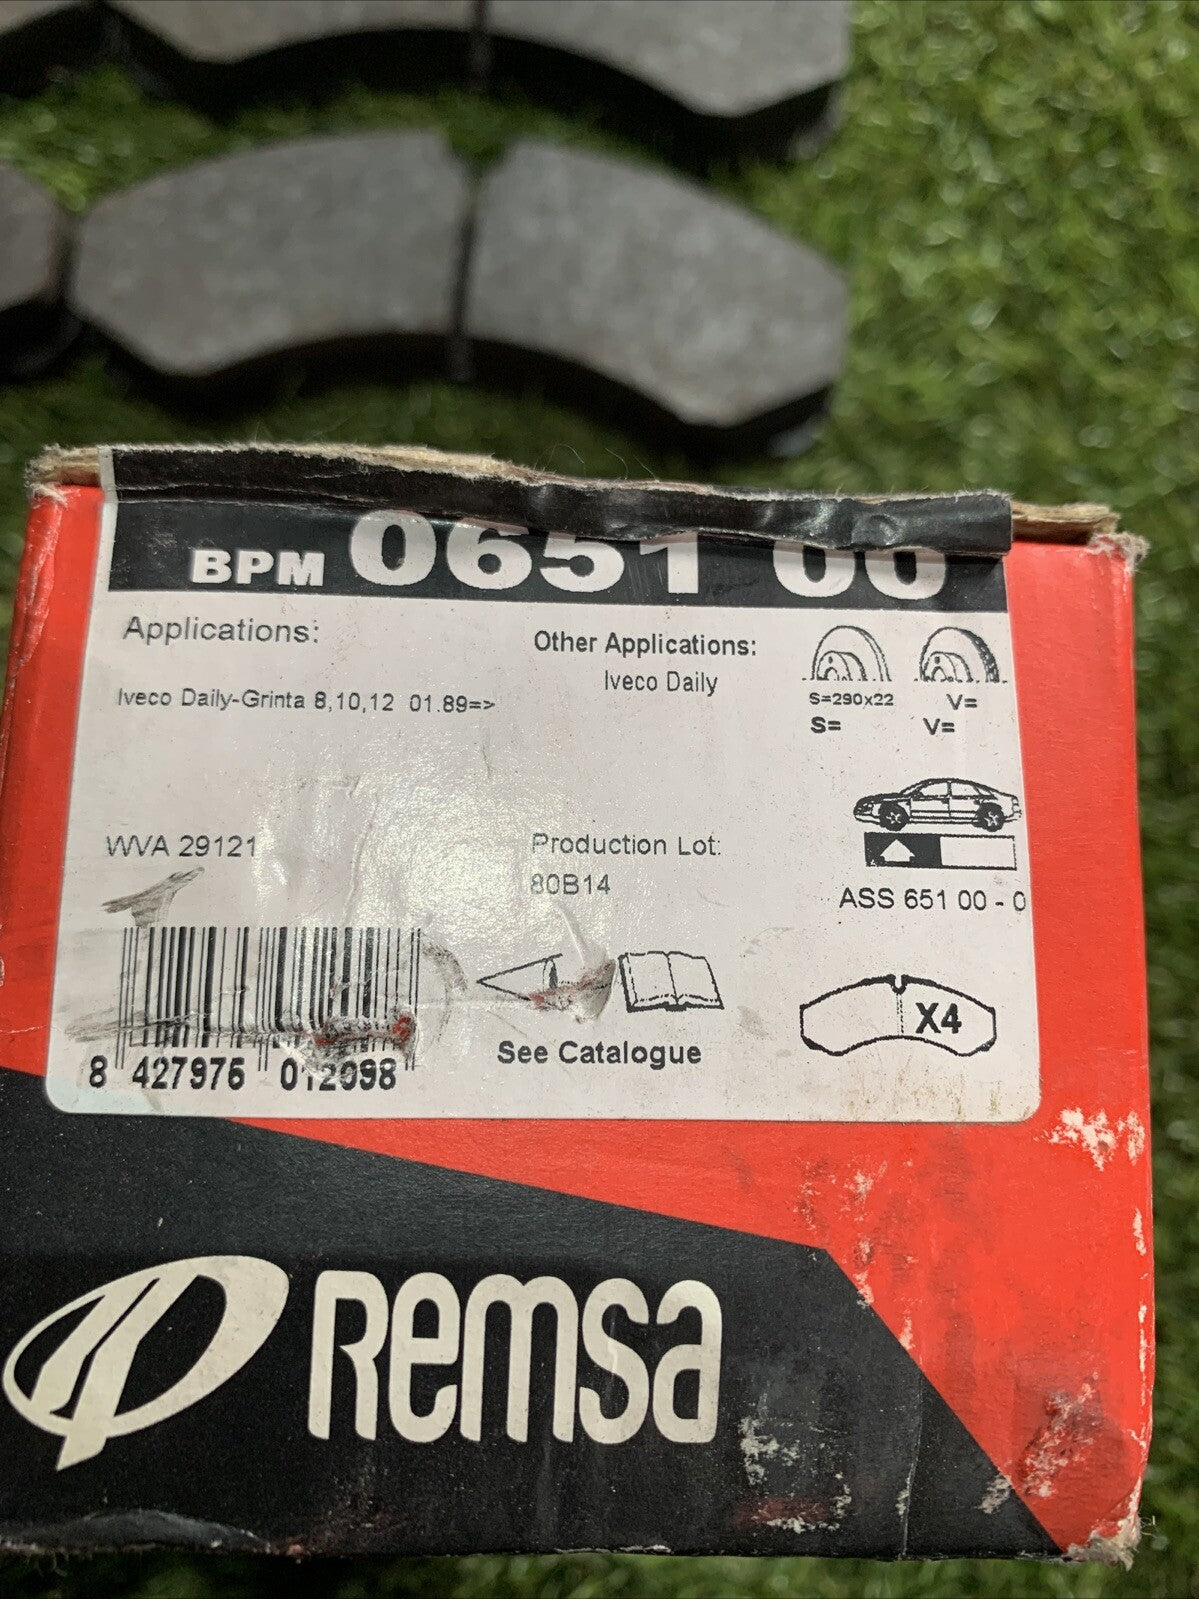 BPM 0651 00
Applications:
Other Applications:
Iveco Daily
Iveco Daily-Grinta 8,10,12 01.89=>
S=290x22 V=
S= V=
WVA 29121
Production Lot:
80B14
ASS 651 00 - 0
X4
See Catalogue
8 427976 012098
Remsa